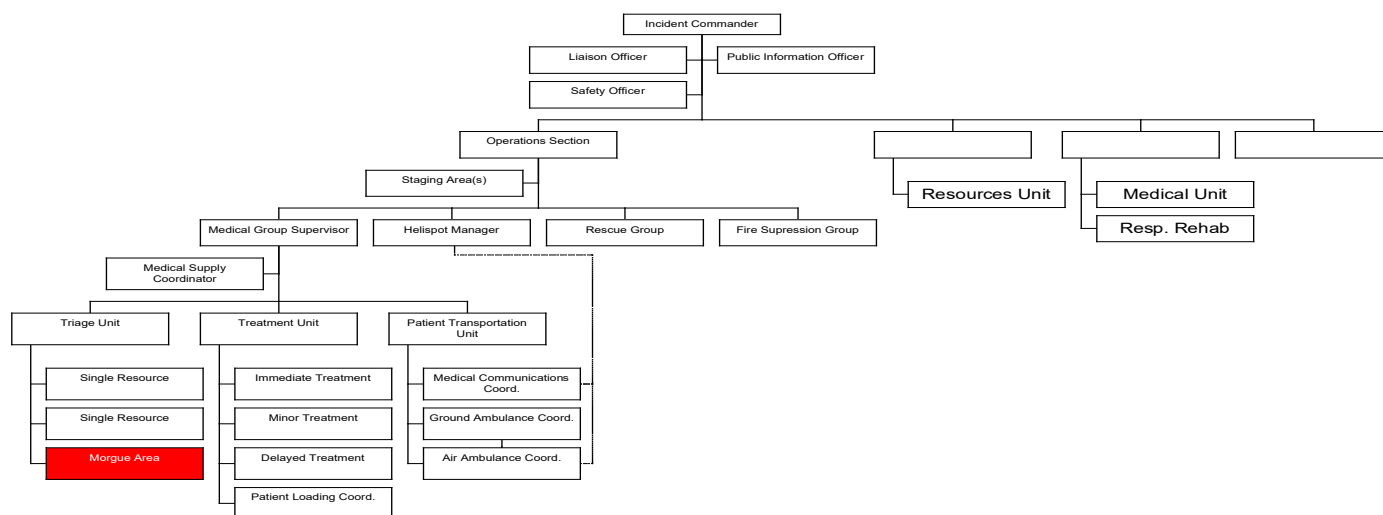 Incident Commander
Liaison Officer
Public Information Officer
Safety Officer
Operations Section
Staging Area(s)
Resources Unit
Medical Unit
Resp. Rehab
Medical Group Supervisor
Helispot Manager
Rescue Group
Fire Supression Group
Medical Supply
Coordinator
Triage Unit
Treatment Unit
Patient Transportation
Unit
Single Resource
Immediate Treatment
Medical Communications
Coord.
Single Resource
Minor Treatment
Ground Ambulance Coord.
Morgue Area
Delayed Treatment
Air Ambulance Coord.
Patient Loading Coord.